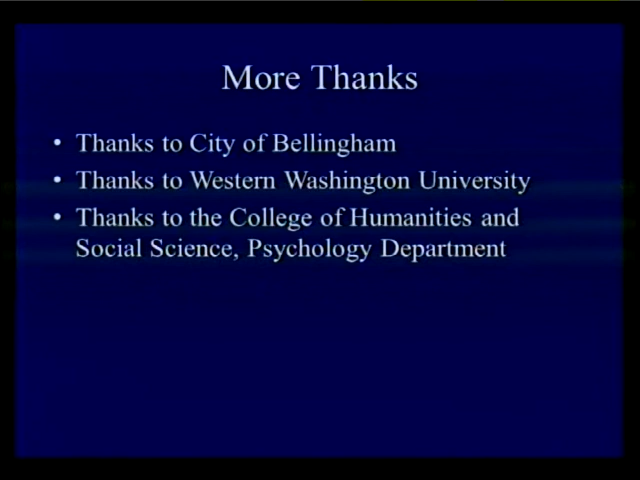 More Thanks
• Thanks to City of Bellingham
• Thanks to Western Washington University
• Thanks to the College of Humanities and
Social Science, Psychology Department